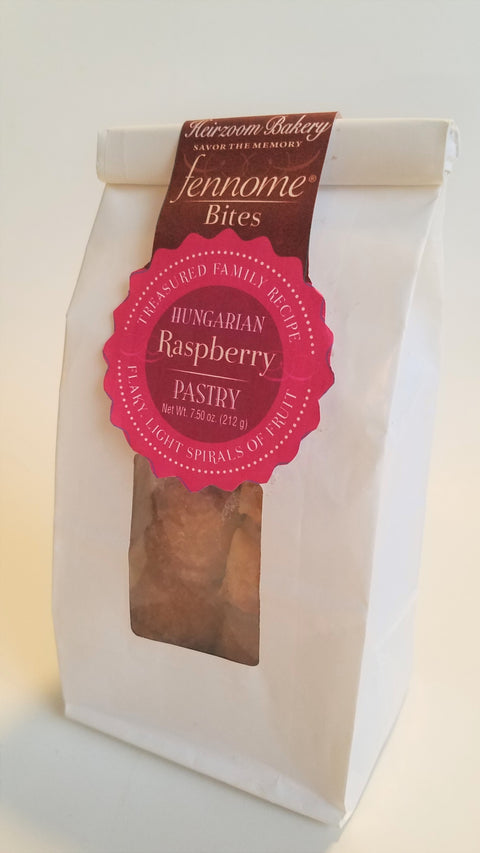 Heirzoom Bakery
SAVOR THE MEMORY
fennome®
Bites
TREASURED FAMILY RECIPE
HUNGARIAN
Raspberry
PASTRY
Net Wt. 7.50 oz. (212 g)
FLAKY, LIGHT SPIRALS OF FRUIT